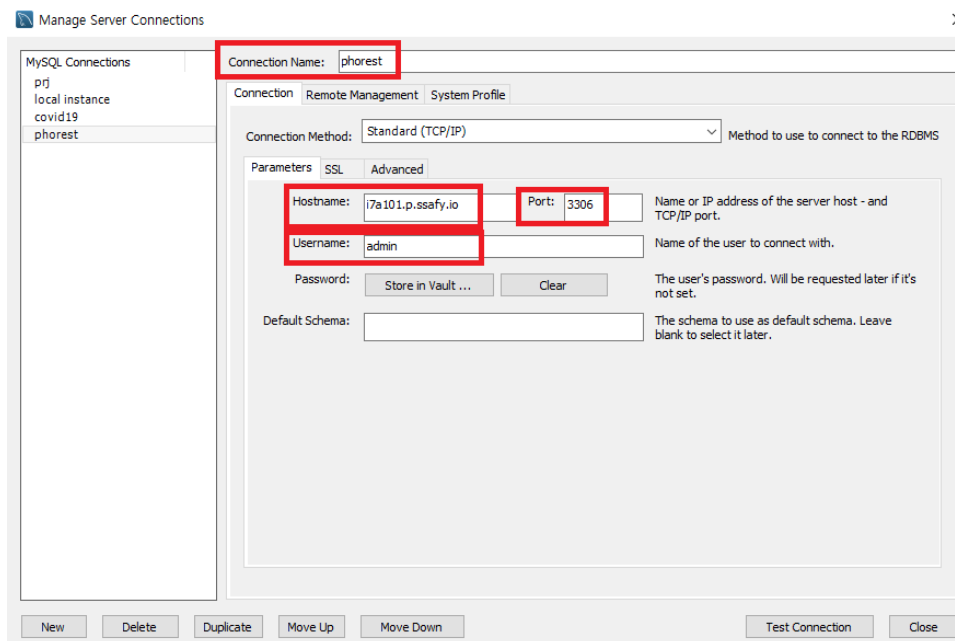 Manage Server Connections
MySQL Connections
prj
local instance
covid19
phorest
Connection Name: phorest
Connection Remote Management System Profile
Connection Method: Standard (TCP/IP) Method to use to connect to the RDBMS
Parameters SSL Advanced
Hostname: i7a101.p.ssafy.io Port: 3306 Name or IP address of the server host - and
TCP/IP port.
Username: admin Name of the user to connect with.
Password: Store in Vault ... Clear The user's password. Will be requested later if it's
not set.
Default Schema: The schema to use as default schema. Leave
blank to select it later.
New Delete Duplicate Move Up Move Down Test Connection Close